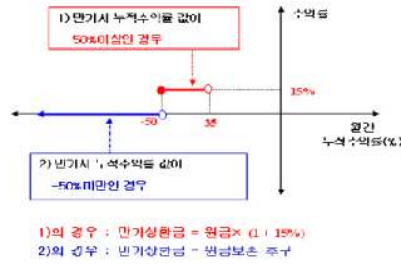 1) 만기시 누적수익률 값이
50%이상인 경우
수익률
15%
-50
35
월간
누적수익률(%)
2) 만기시 누적수익률 값이
-50%미만인 경우
1)의 경우 : 만기상환금 = 원금× (1+15%)
2)의 경우 : 만기상환금 = 원금보존 추구